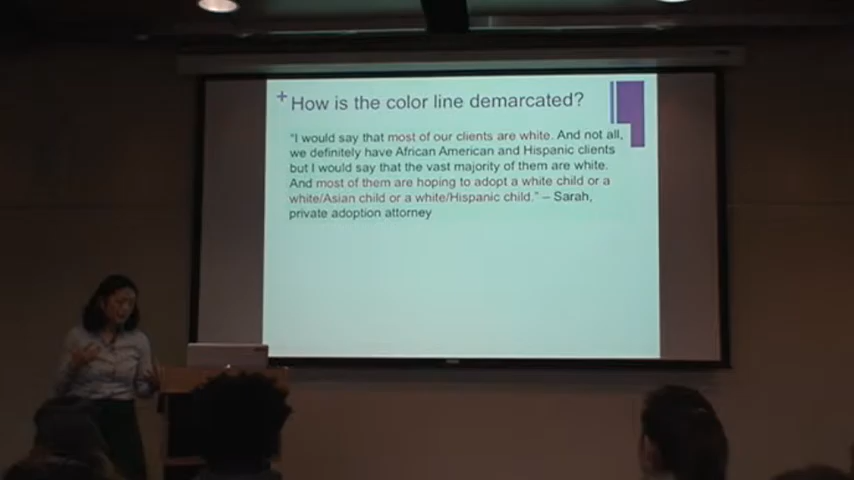 + How is the color line demarcated?
"I would say that most of our clients are white. And not all,
we definitely have African American and Hispanic clients
but I would say that the vast majority of them are white.
And most of them are hoping to adopt a white child or a
white/Asian child or a white/Hispanic child." – Sarah,
private adoption attorney